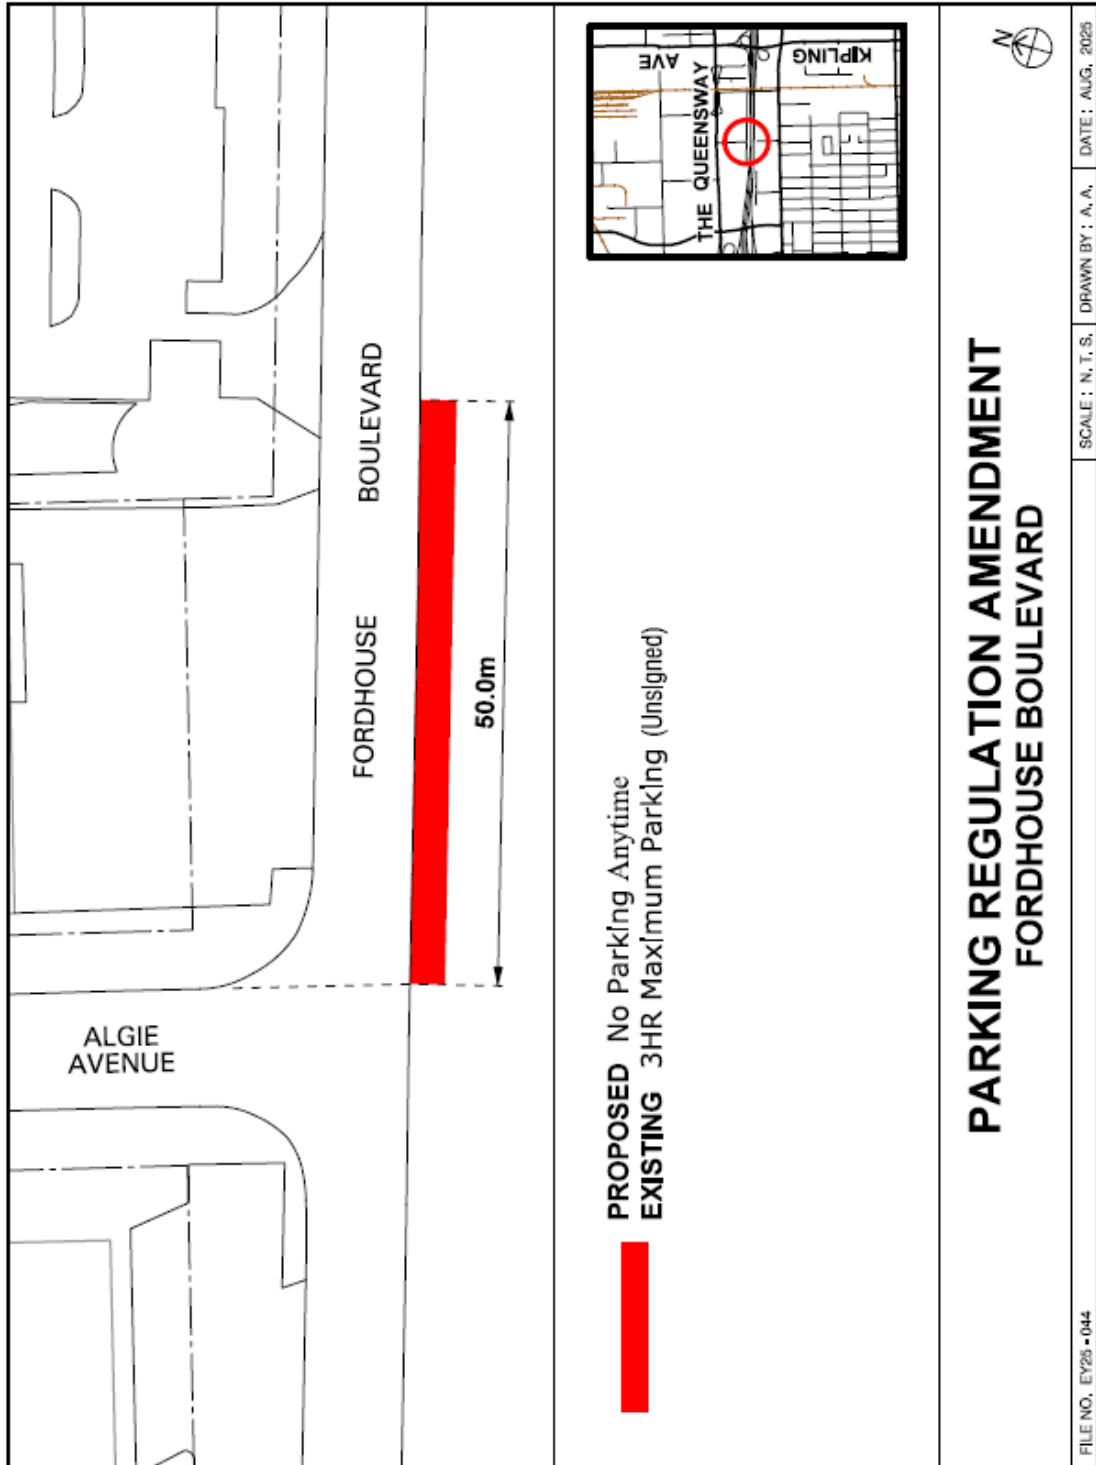 ALGIE
AVENUE
FORDHOUSE BOULEVARD
50.0m
PROPOSED No Parking Anytime
EXISTING 3HR Maximum Parking (Unsigned)
THE QUEENSWAY
KIPLING
AVE
N
PARKING REGULATION AMENDMENT
FORDHOUSE BOULEVARD
FILE NO. EY25-044
SCALE : N. T. S.
DRAWN BY : A. A.
DATE : AUG, 2025